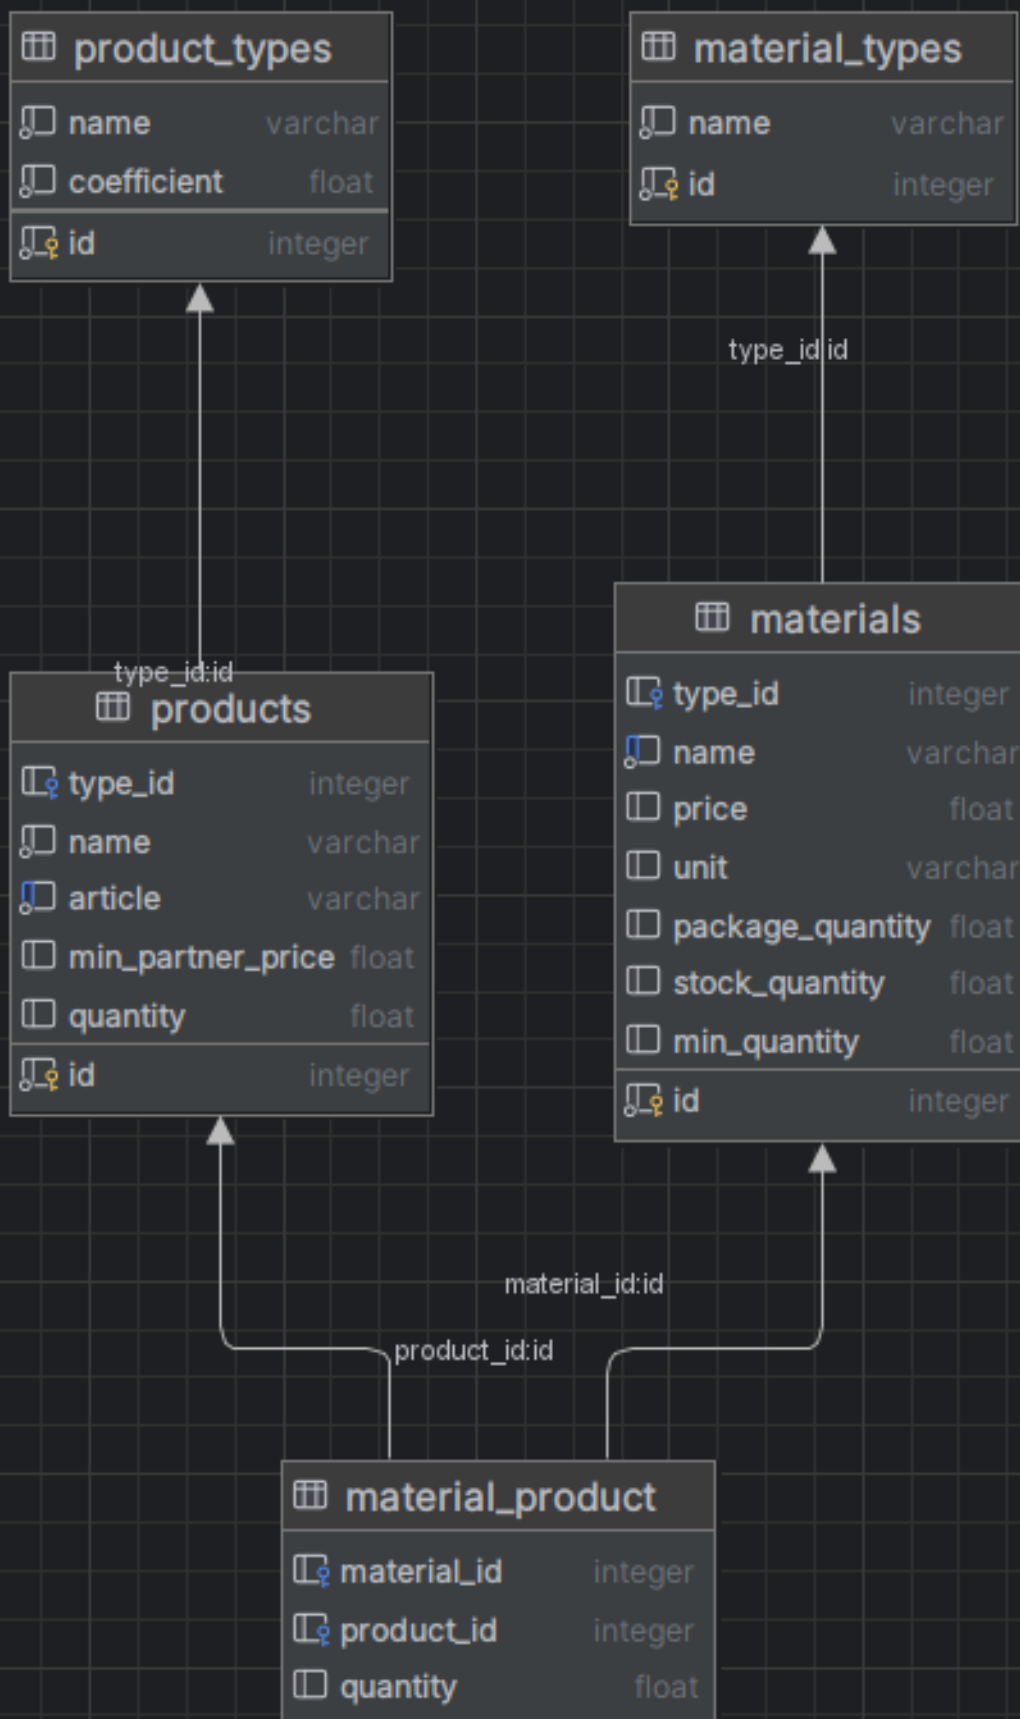 product_types
name varchar
coefficient float
id integer
material_types
name varchar
id integer
type_id:id
type_id:id
products
type_id integer
name varchar
article varchar
min_partner_price float
quantity float
id integer
materials
type_id integer
name varchar
price float
unit varchar
package_quantity float
stock_quantity float
min_quantity float
id integer
material_id:id
product_id:id
material_product
material_id integer
product_id integer
quantity float